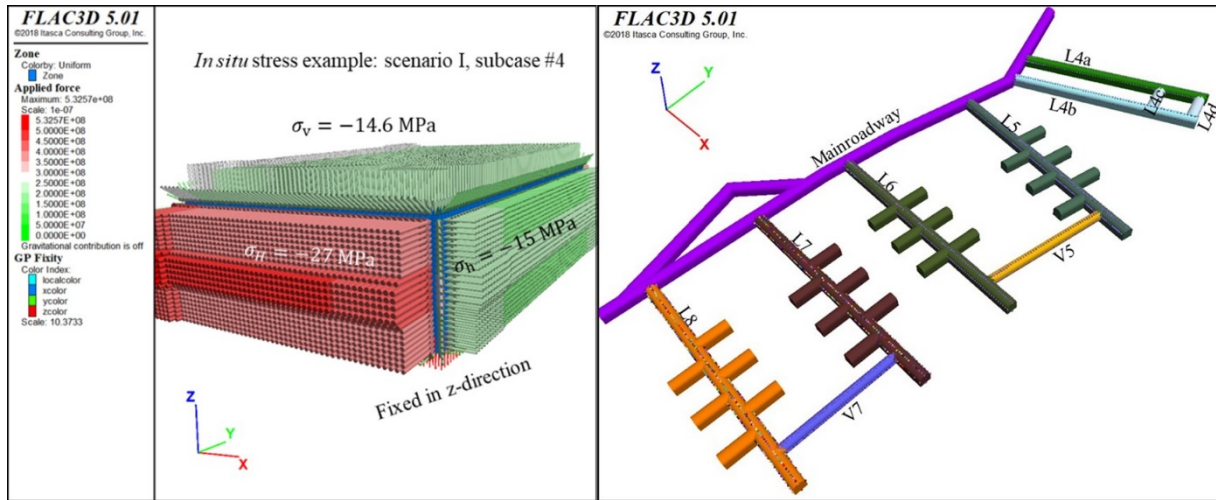 FLAC3D 5.01
©2018 Itasca Consulting Group, Inc.
Zone
Colorby: Uniform
Zone
Applied force
Maximum: 5.3257e+08
Scale: 1e-07
5.3257E+08
5.0000E+08
4.5000E+08
4.0000E+08
3.5000E+08
3.0000E+08
2.5000E+08
2.0000E+08
1.5000E+08
1.0000E+08
5.0000E+07
0.0000E+00
Gravitational contribution is off
GP Fixity
Color Index:
localcolor
xcolor
ycolor
zcolor
Scale: 10.3733
In situ stress example: scenario I, subcase #4
σv = −14.6 MPa
σH = −27 MPa
σh = −15 MPa
Fixed in z-direction
Z
Y
X
FLAC3D 5.01
©2018 Itasca Consulting Group, Inc.
Z
Y
X
Mainroadway
L4a
L4b
L4c
L4d
L5
L6
L7
L8
V5
V7